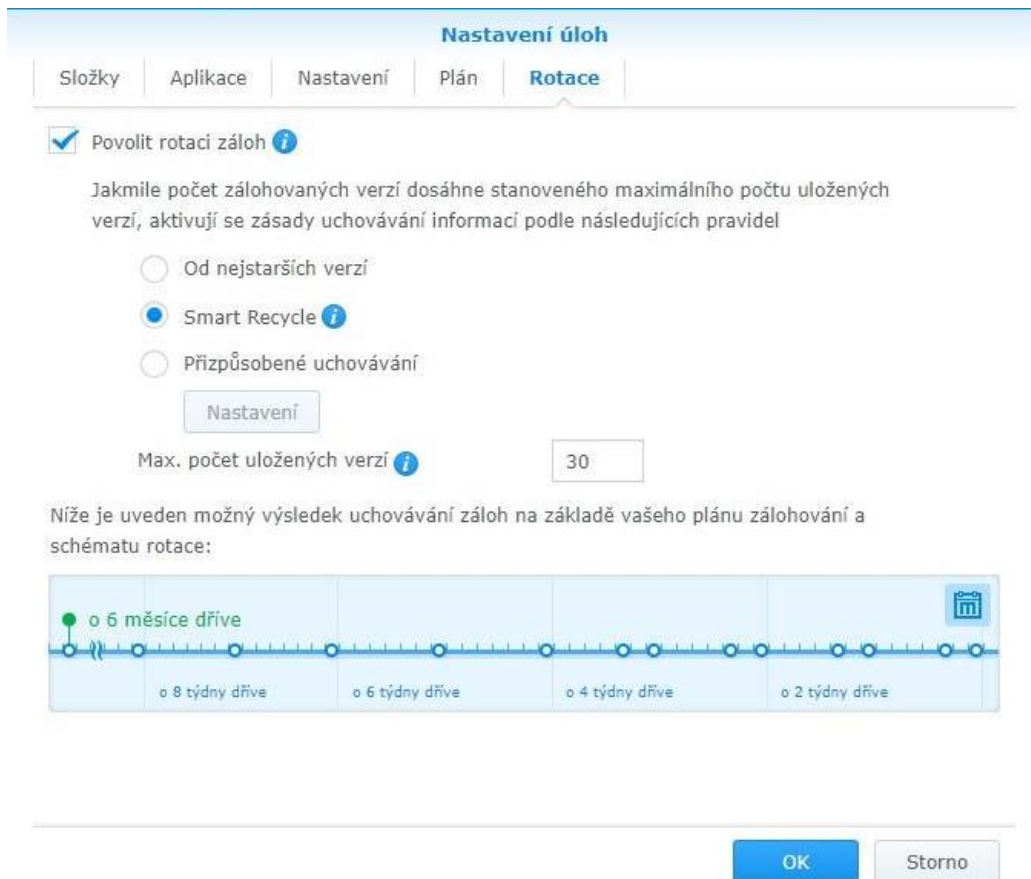 Nastavení úloh
Složky Aplikace Nastavení Plán Rotace
Povolit rotaci záloh
Jakmile počet zálohovaných verzí dosáhne stanoveného maximálního počtu uložených
verzí, aktivují se zásady uchovávání informací podle následujících pravidel
Od nejstarších verzí
Smart Recycle
Přizpůsobené uchovávání
Nastavení
Max. počet uložených verzí 30
Níže je uveden možný výsledek uchovávání záloh na základě vašeho plánu zálohování a
schématu rotace:
o 6 měsíce dříve
o 8 týdny dříve o 6 týdny dříve o 4 týdny dříve o 2 týdny dříve
OK Storno